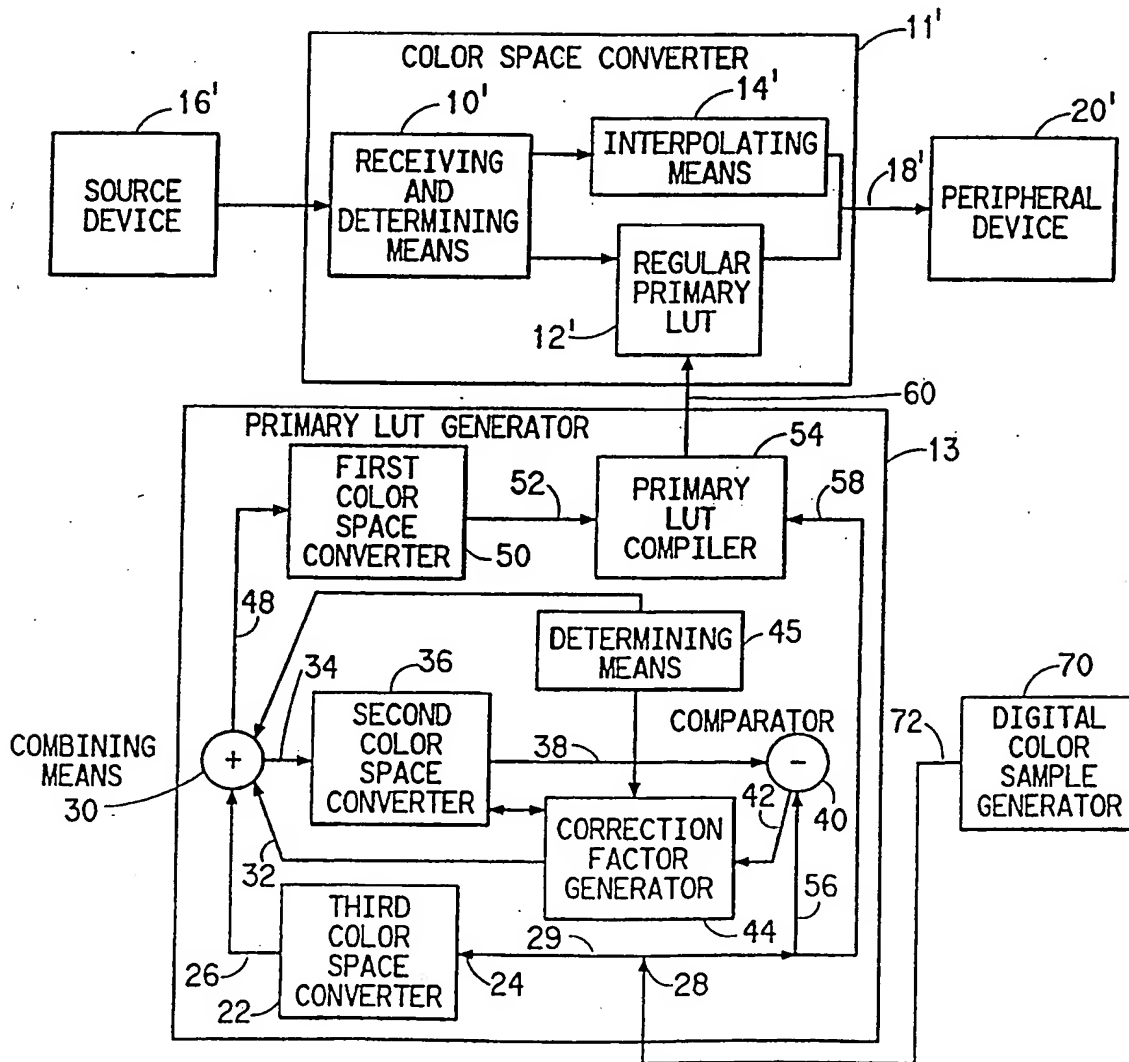 11'
COLOR SPACE CONVERTER
16'
10'
14'
20'
SOURCE
DEVICE
RECEIVING
AND
DETERMINING
MEANS
INTERPOLATING
MEANS
18'
PERIPHERAL
DEVICE
REGULAR
PRIMARY
LUT
12'
60
PRIMARY LUT GENERATOR
54
13
FIRST
COLOR
SPACE
CONVERTER
52
PRIMARY
LUT
COMPILER
58
50
48
DETERMINING
MEANS
45
34
36
70
COMBINING
MEANS
30
+
SECOND
COLOR
SPACE
CONVERTER
38
COMPARATOR
-
40
72
DIGITAL
COLOR
SAMPLE
GENERATOR
42
32
CORRECTION
FACTOR
GENERATOR
56
44
THIRD
COLOR
SPACE
CONVERTER
26
22
24
29
28